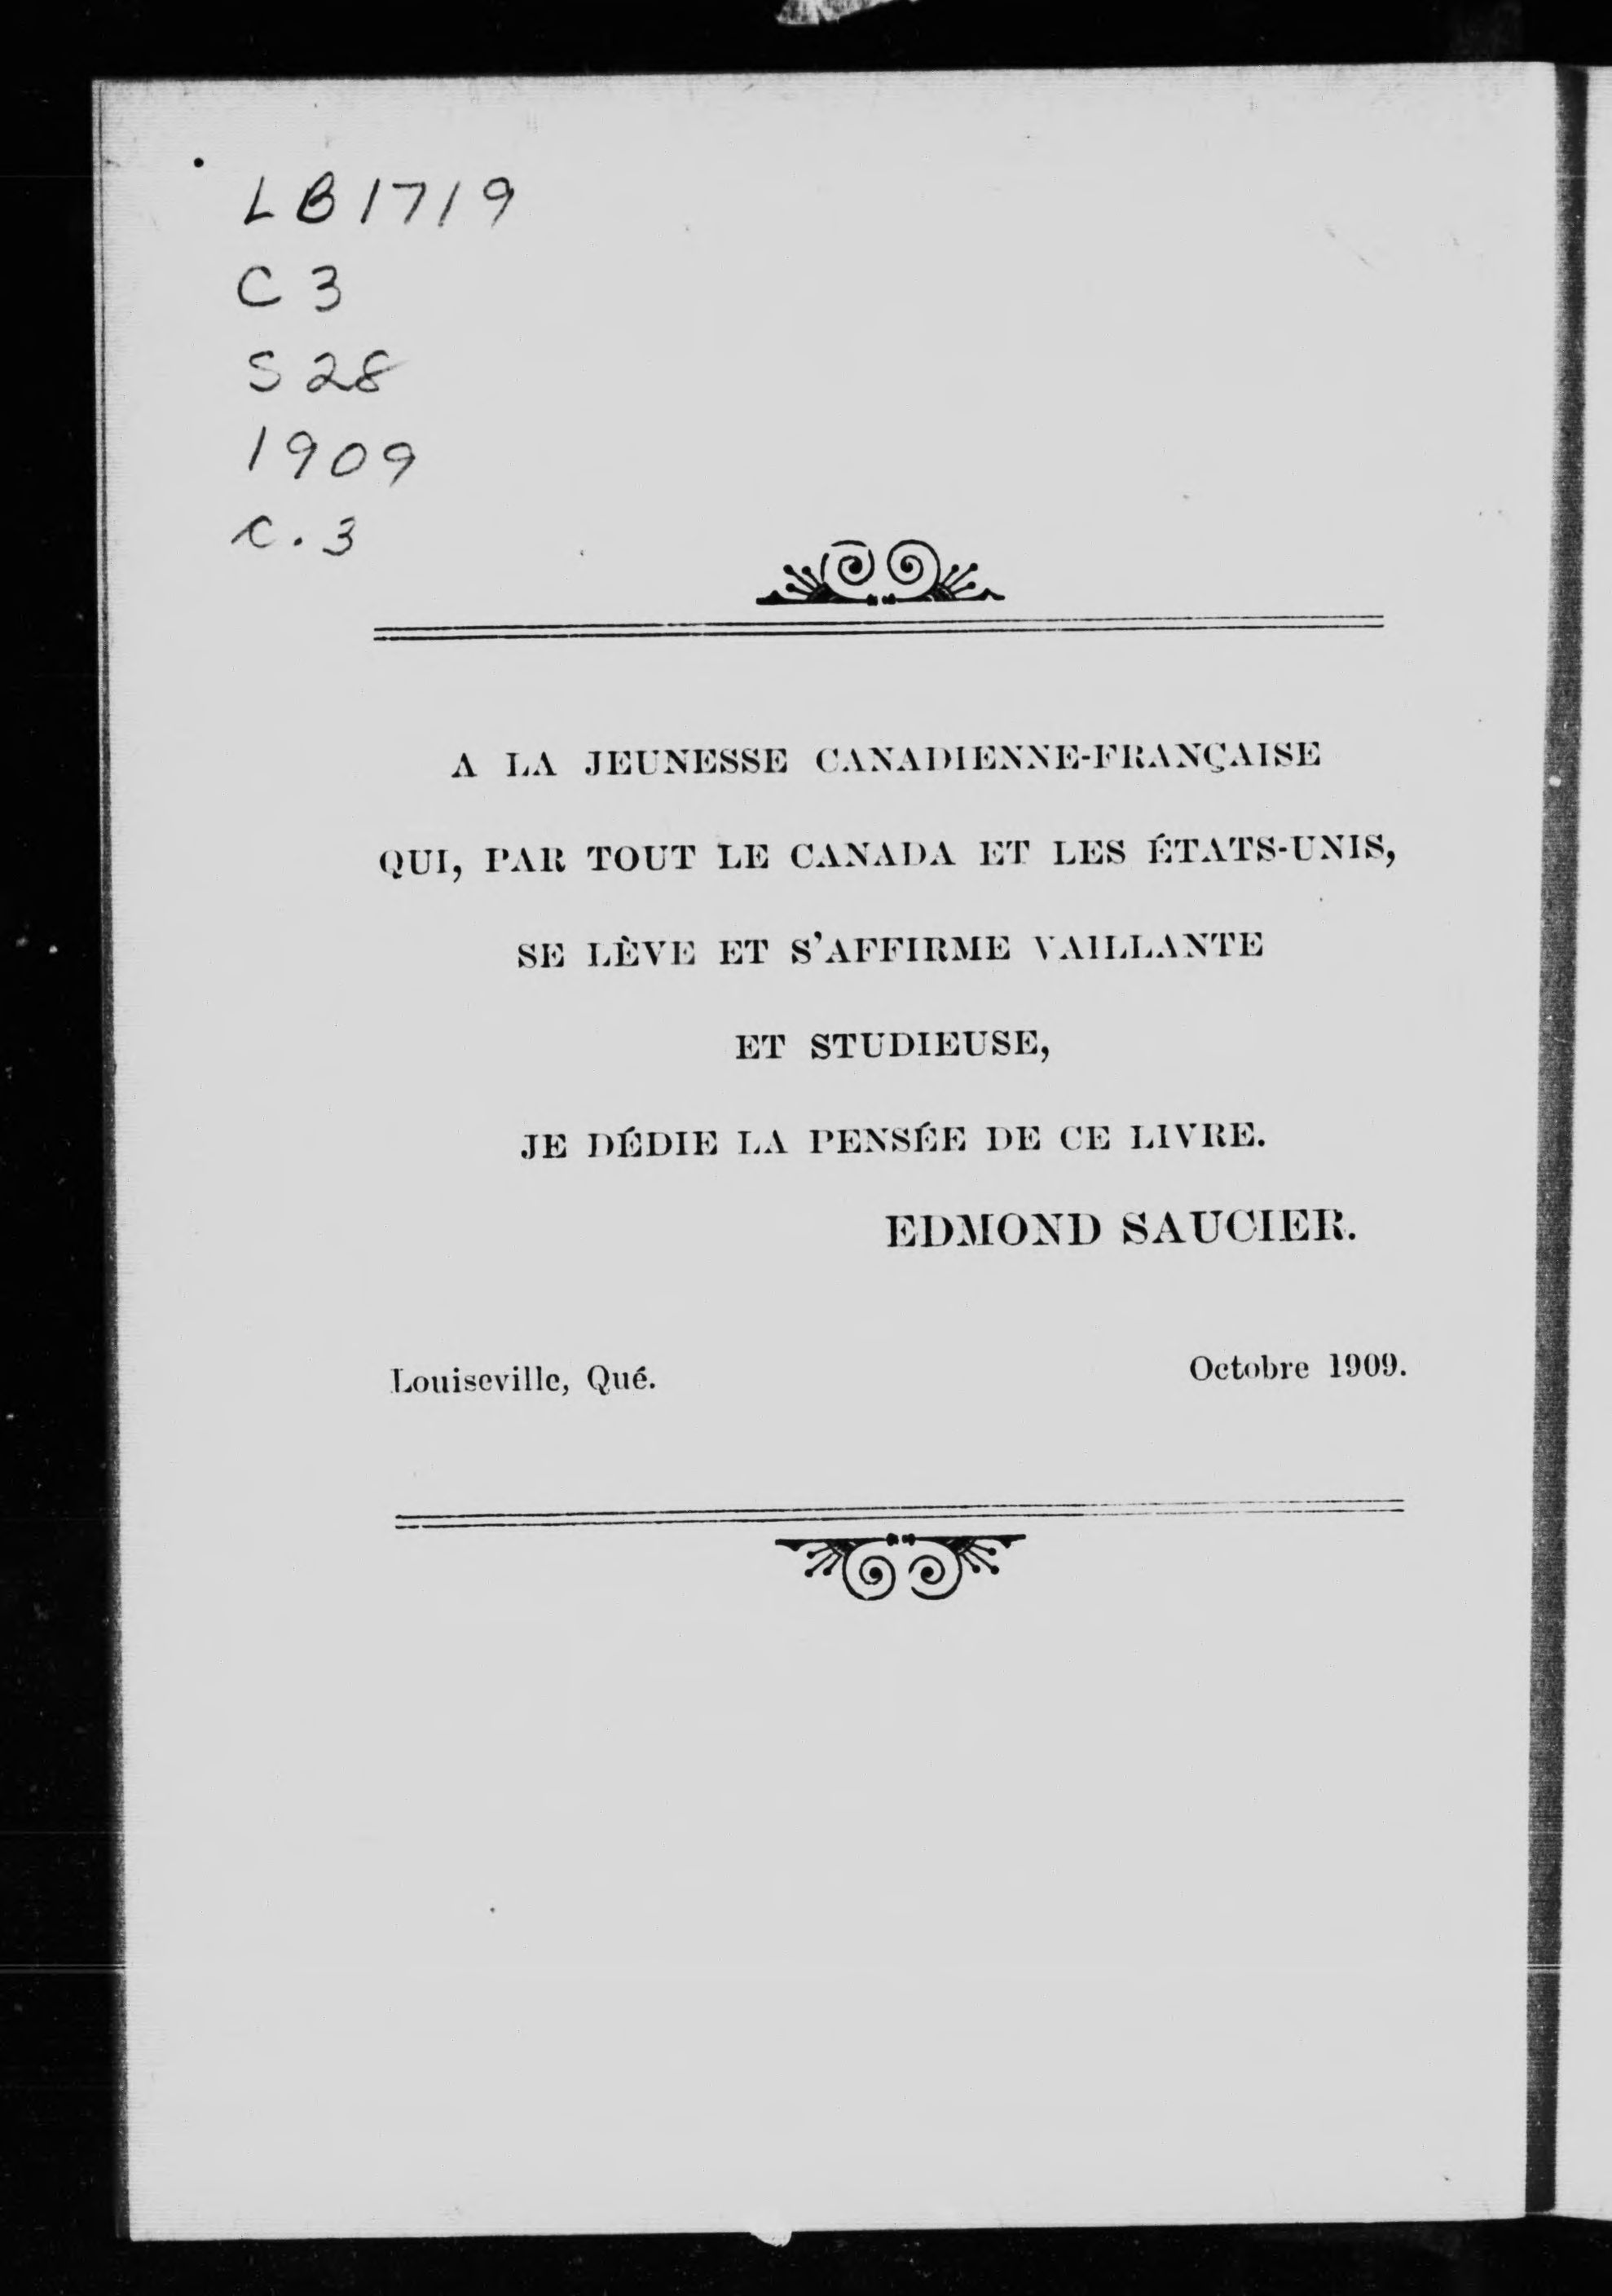 LB1719
C3
S28
1909
c.3
A LA JEUNESSE CANADIENNE-FRANÇAISE
QUI, PAR TOUT LE CANADA ET LES ÉTATS-UNIS,
SE LÈVE ET S'AFFIRME VAILLANTE
ET STUDIEUSE,
JE DÉDIE LA PENSÉE DE CE LIVRE.
EDMOND SAUCIER.
Louiseville, Qué. Octobre 1909.